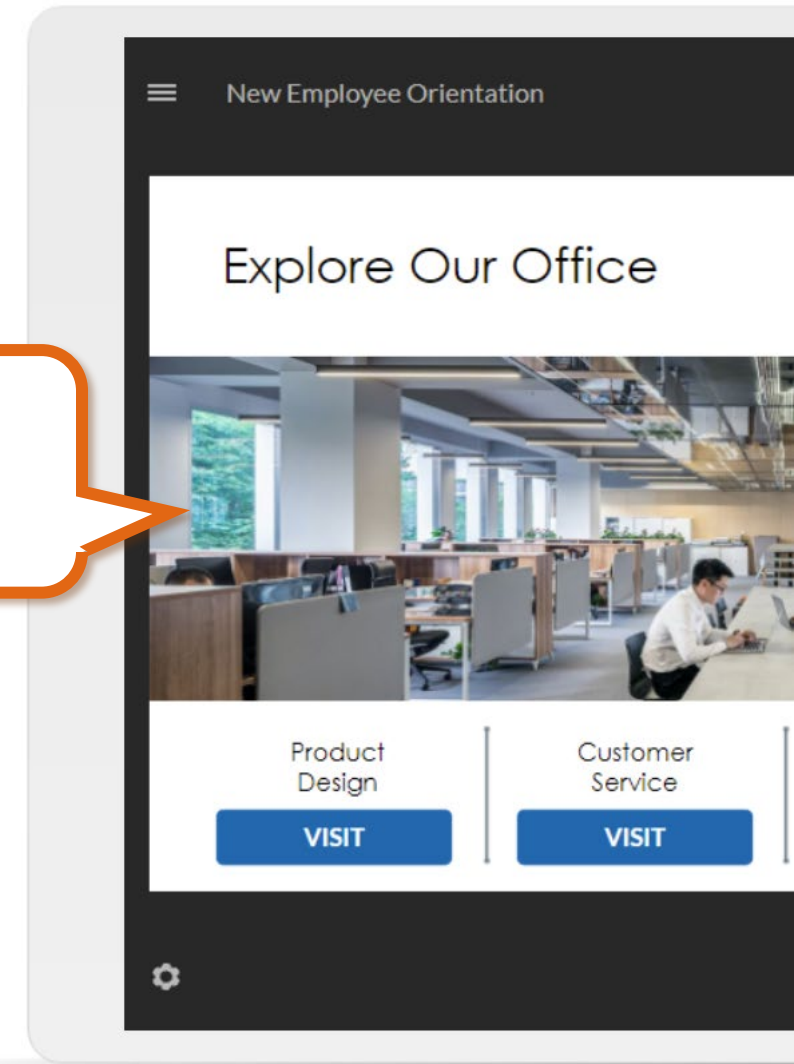 New Employee Orientation
Explore Our Office
Product
Design
VISIT
Customer
Service
VISIT